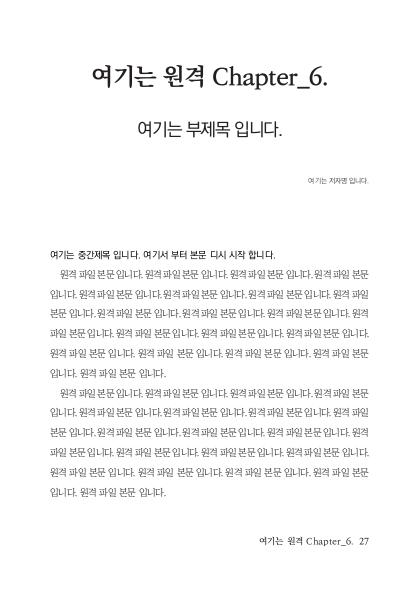 여기는 원격 Chapter_6.
여기는 부제목 입니다.
여기는 저자명 입니다.
여기는 중간제목 입니다. 여기서 부터 본문 디시 시작 합니다.
원격 파일 본문 입니다. 원격 파일 본문 입니다. 원격 파일 본문 입니다. 원격 파일 본문
입니다. 원격 파일 본문 입니다. 원격 파일 본문 입니다. 원격 파일 본문 입니다. 원격 파일
본문 입니다. 원격 파일 본문 입니다. 원격 파일 본문 입니다. 원격 파일 본문 입니다. 원격
파일 본문 입니다. 원격 파일 본문 입니다. 원격 파일 본문 입니다. 원격 파일 본문 입니다.
원격 파일 본문 입니다. 원격 파일 본문 입니다. 원격 파일 본문 입니다. 원격 파일 본문
입니다. 원격 파일 본문 입니다.
원격 파일 본문 입니다. 원격 파일 본문 입니다. 원격 파일 본문 입니다. 원격 파일 본문
입니다. 원격 파일 본문 입니다. 원격 파일 본문 입니다. 원격 파일 본문 입니다. 원격 파일
본문 입니다. 원격 파일 본문 입니다. 원격 파일 본문 입니다. 원격 파일 본문 입니다. 원격
파일 본문 입니다. 원격 파일 본문 입니다. 원격 파일 본문 입니다. 원격 파일 본문 입니다.
원격 파일 본문 입니다. 원격 파일 본문 입니다. 원격 파일 본문 입니다. 원격 파일 본문
입니다. 원격 파일 본문 입니다.
여기는 원격 Chapter_6. 27